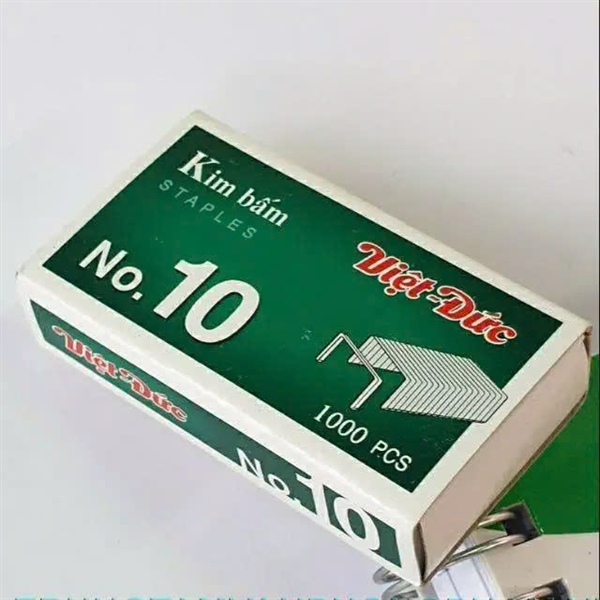 Kim bấm
STAPLES
No. 10
Việt-Đức
1000 PCS
Việt-Đức
No. 10